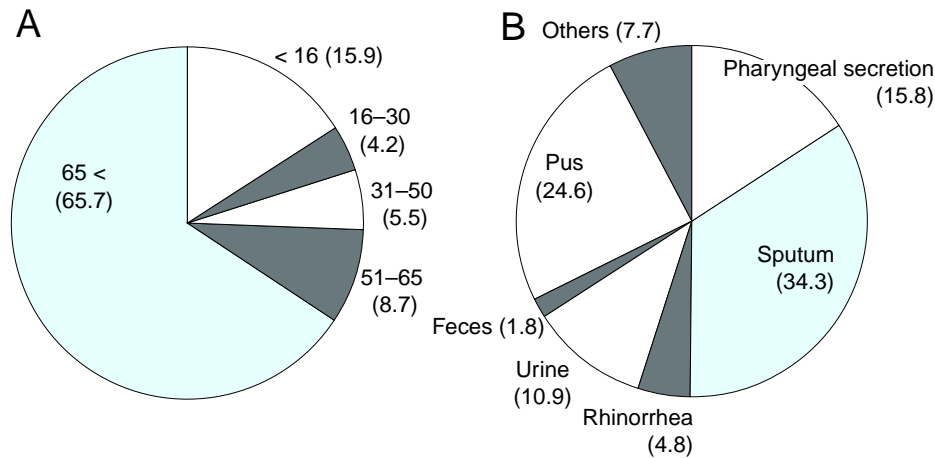 A
< 16 (15.9)
16–30
(4.2)
31–50
(5.5)
51–65
(8.7)
65 <
(65.7)
B
Others (7.7)
Pharyngeal secretion
(15.8)
Sputum
(34.3)
Rhinorrhea
(4.8)
Urine
(10.9)
Feces (1.8)
Pus
(24.6)